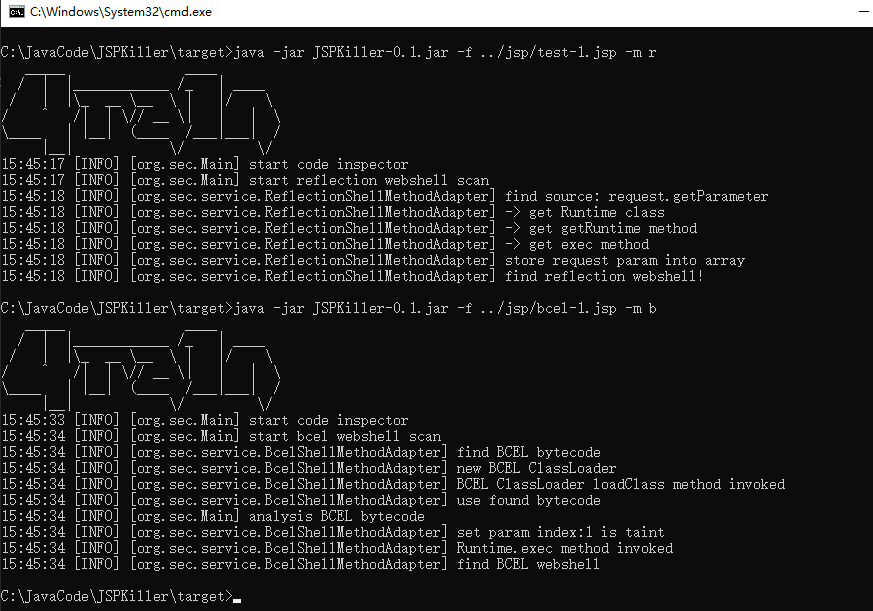 C:\Windows\System32\cmd.exe
C:\JavaCode\JSPKiller\target>java -jar JSPKiller-0.1.jar -f ../jsp/test-1.jsp -m r
4ra1n
15:45:17 [INFO] [org.sec.Main] start code inspector
15:45:17 [INFO] [org.sec.Main] start reflection webshell scan
15:45:18 [INFO] [org.sec.service.ReflectionShellMethodAdapter] find source: request.getParameter
15:45:18 [INFO] [org.sec.service.ReflectionShellMethodAdapter] -> get Runtime class
15:45:18 [INFO] [org.sec.service.ReflectionShellMethodAdapter] -> get getRuntime method
15:45:18 [INFO] [org.sec.service.ReflectionShellMethodAdapter] -> get exec method
15:45:18 [INFO] [org.sec.service.ReflectionShellMethodAdapter] store request param into array
15:45:18 [INFO] [org.sec.service.ReflectionShellMethodAdapter] find reflection webshell!
C:\JavaCode\JSPKiller\target>java -jar JSPKiller-0.1.jar -f ../jsp/bcel-1.jsp -m b
4ra1n
15:45:33 [INFO] [org.sec.Main] start code inspector
15:45:34 [INFO] [org.sec.Main] start bcel webshell scan
15:45:34 [INFO] [org.sec.service.BcelShellMethodAdapter] find BCEL bytecode
15:45:34 [INFO] [org.sec.service.BcelShellMethodAdapter] new BCEL ClassLoader
15:45:34 [INFO] [org.sec.service.BcelShellMethodAdapter] BCEL ClassLoader loadClass method invoked
15:45:34 [INFO] [org.sec.service.BcelShellMethodAdapter] use found bytecode
15:45:34 [INFO] [org.sec.Main] analysis BCEL bytecode
15:45:34 [INFO] [org.sec.service.BcelShellMethodAdapter] set param index:1 is taint
15:45:34 [INFO] [org.sec.service.BcelShellMethodAdapter] Runtime.exec method invoked
15:45:34 [INFO] [org.sec.service.BcelShellMethodAdapter] find BCEL webshell
C:\JavaCode\JSPKiller\target>